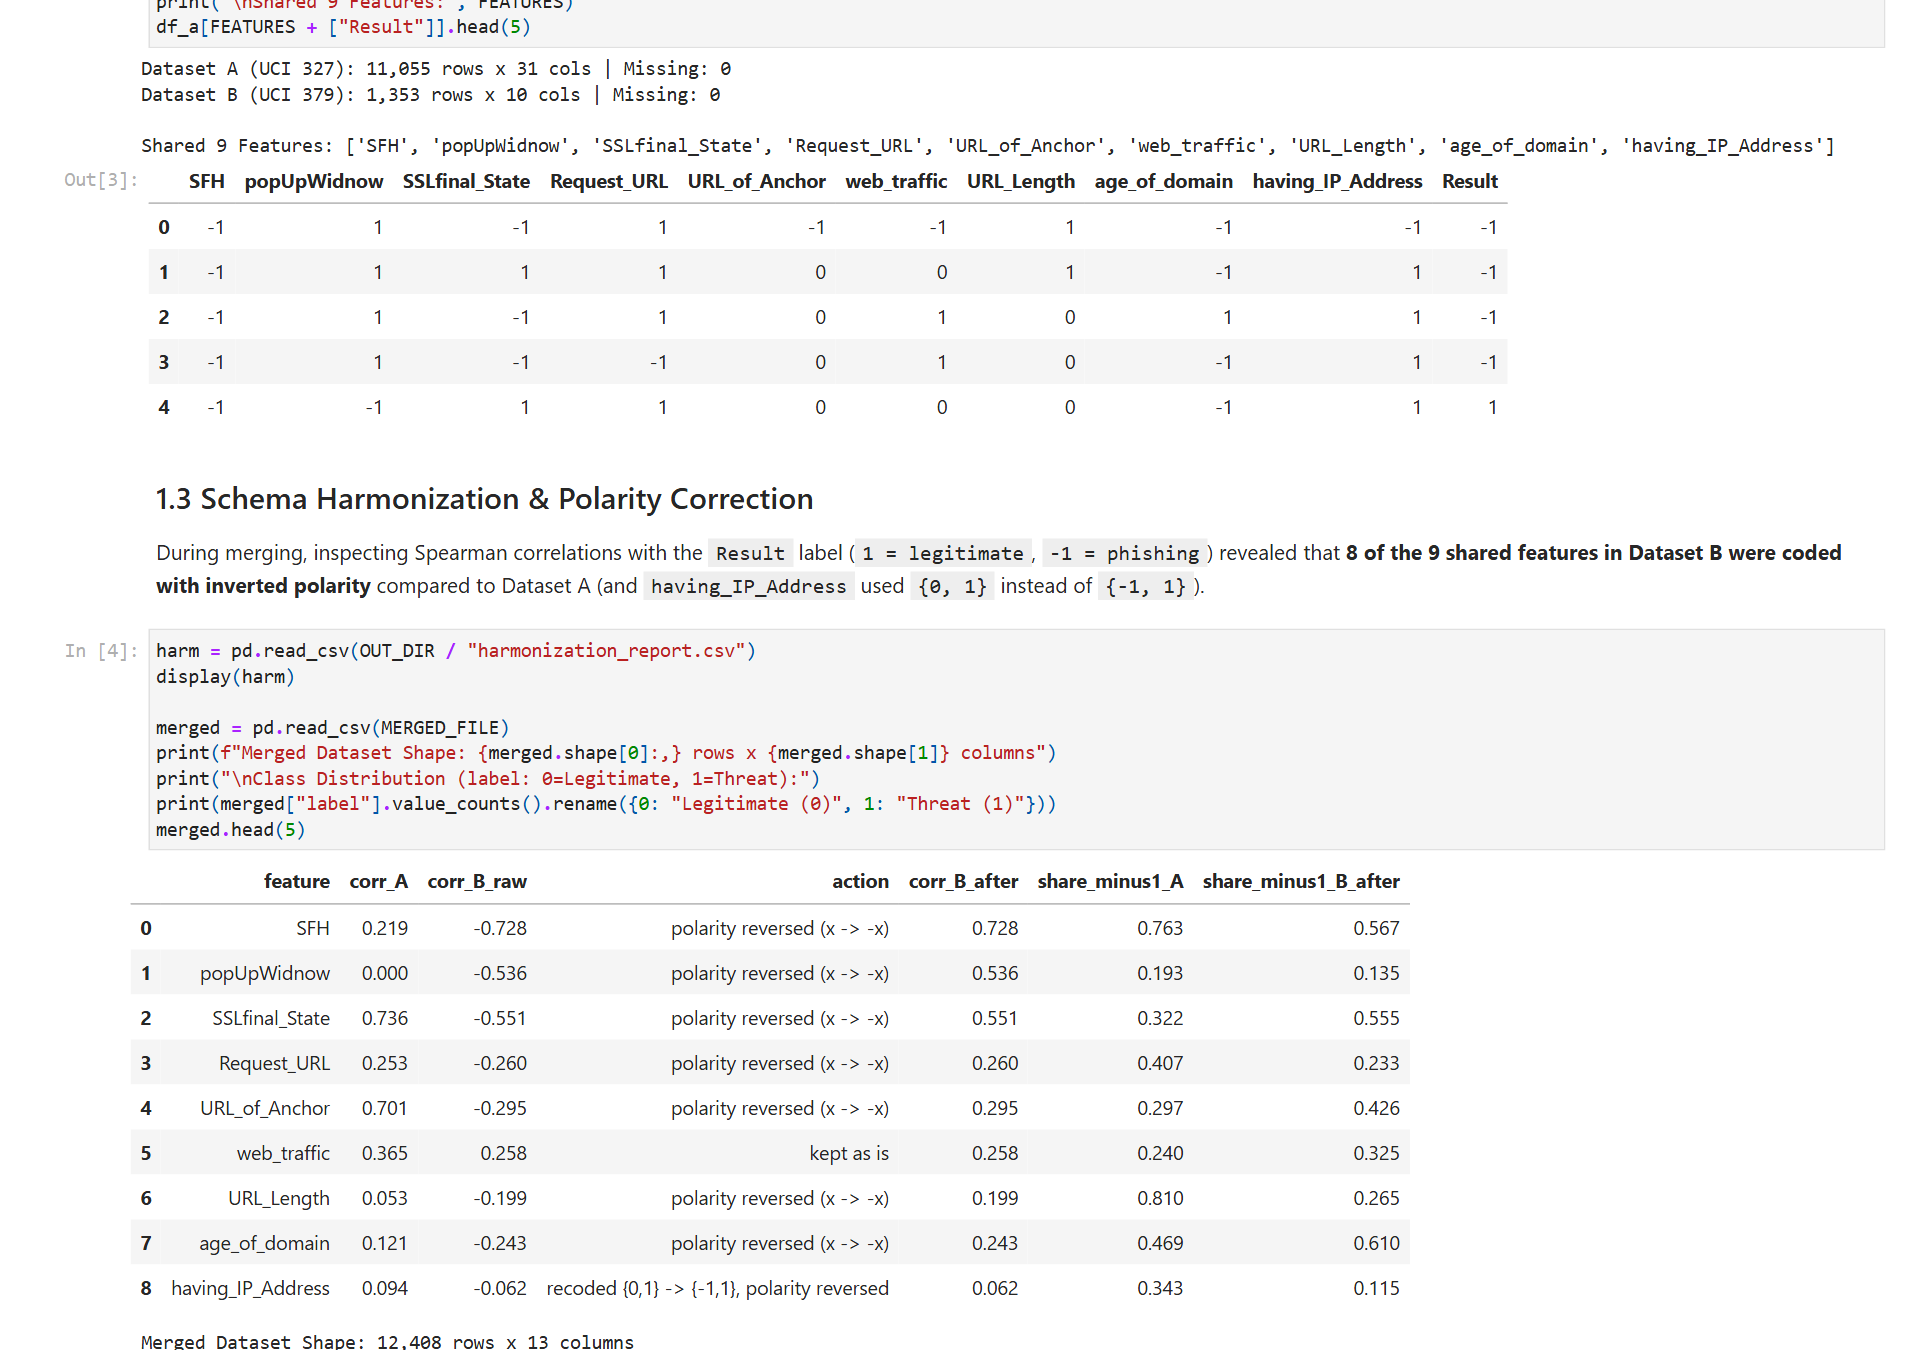 print("\nShared 9 Features:", FEATURES)
df_a[FEATURES + ["Result"]].head(5)
Dataset A (UCI 327): 11,055 rows x 31 cols | Missing: 0
Dataset B (UCI 379): 1,353 rows x 10 cols | Missing: 0
Shared 9 Features: ['SFH', 'popUpWidnow', 'SSLfinal_State', 'Request_URL', 'URL_of_Anchor', 'web_traffic', 'URL_Length', 'age_of_domain', 'having_IP_Address']
Out[3]:
SFH popUpWidnow SSLfinal_State Request_URL URL_of_Anchor web_traffic URL_Length age_of_domain having_IP_Address Result
0 -1 1 -1 1 -1 -1 1 -1 -1 -1
1 -1 1 1 1 0 0 1 -1 1 -1
2 -1 1 -1 1 0 1 0 1 1 -1
3 -1 1 -1 -1 0 1 0 -1 1 -1
4 -1 -1 1 1 0 0 0 -1 1 1
1.3 Schema Harmonization & Polarity Correction
During merging, inspecting Spearman correlations with the Result label (1 = legitimate, -1 = phishing) revealed that 8 of the 9 shared features in Dataset B were coded
with inverted polarity compared to Dataset A (and having_IP_Address used {0, 1} instead of {-1, 1}).
In [4]:
harm = pd.read_csv(OUT_DIR / "harmonization_report.csv")
display(harm)
merged = pd.read_csv(MERGED_FILE)
print(f"Merged Dataset Shape: {merged.shape[0]:,} rows x {merged.shape[1]} columns")
print("\nClass Distribution (label: 0=Legitimate, 1=Threat):")
print(merged["label"].value_counts().rename({0: "Legitimate (0)", 1: "Threat (1)"}))
merged.head(5)
feature corr_A corr_B_raw action corr_B_after share_minus1_A share_minus1_B_after
0 SFH 0.219 -0.728 polarity reversed (x -> -x) 0.728 0.763 0.567
1 popUpWidnow 0.000 -0.536 polarity reversed (x -> -x) 0.536 0.193 0.135
2 SSLfinal_State 0.736 -0.551 polarity reversed (x -> -x) 0.551 0.322 0.555
3 Request_URL 0.253 -0.260 polarity reversed (x -> -x) 0.260 0.407 0.233
4 URL_of_Anchor 0.701 -0.295 polarity reversed (x -> -x) 0.295 0.297 0.426
5 web_traffic 0.365 0.258 kept as is 0.258 0.240 0.325
6 URL_Length 0.053 -0.199 polarity reversed (x -> -x) 0.199 0.810 0.265
7 age_of_domain 0.121 -0.243 polarity reversed (x -> -x) 0.243 0.469 0.610
8 having_IP_Address 0.094 -0.062 recoded {0,1} -> {-1,1}, polarity reversed 0.062 0.343 0.115
Merged Dataset Shape: 12,408 rows x 13 columns